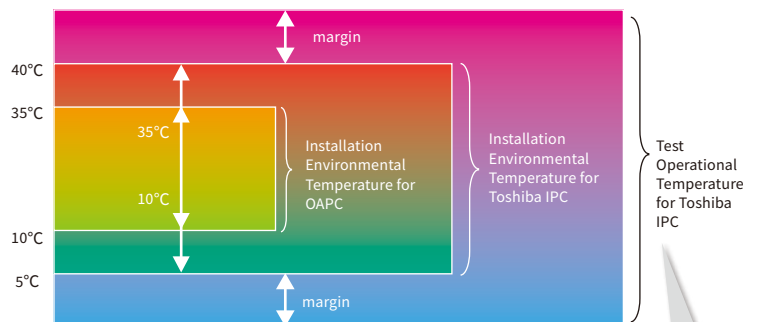 margin
40°C
35°C
35°C
10°C
10°C
5°C
Installation
Environmental
Temperature for
OAPC
Installation
Environmental
Temperature for
Toshiba IPC
Test
Operational
Temperature
for Toshiba
IPC
margin